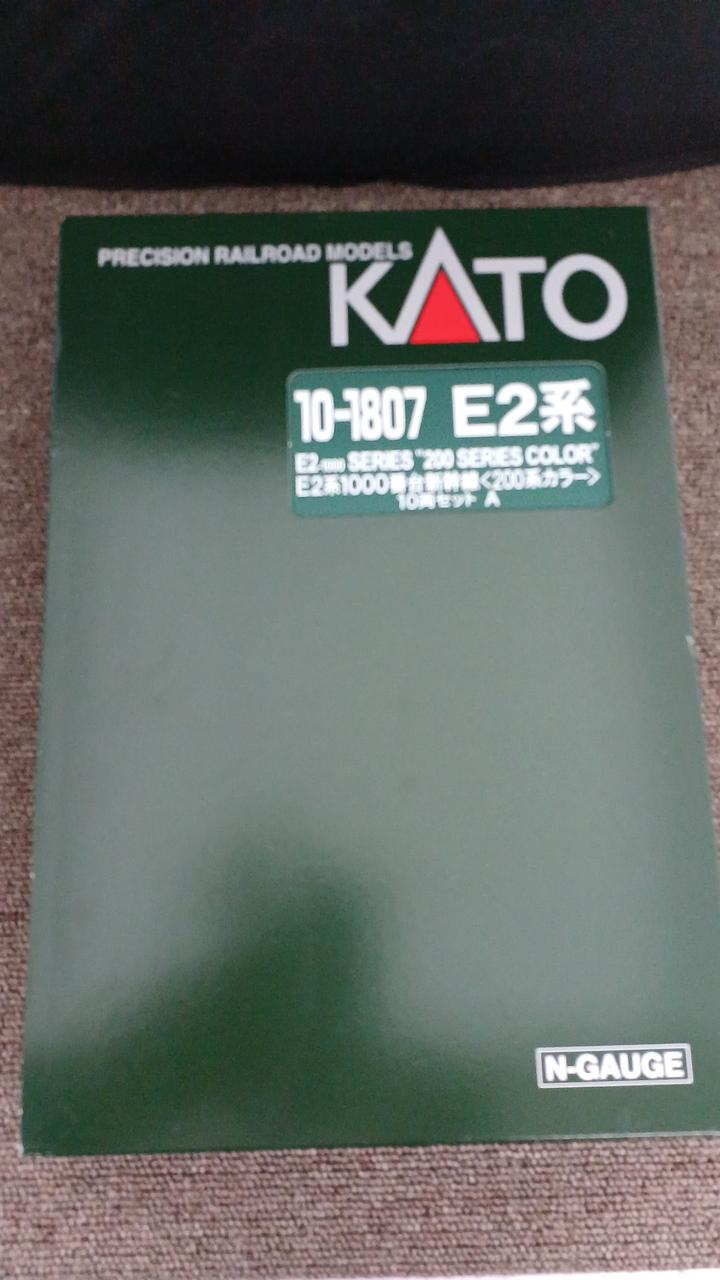 PRECISION RAILROAD MODELS
KATO
10-1807 E2系
E2-1000 SERIES "200 SERIES COLOR"
E2系1000番台新幹線<200系カラー>
10両セット A
N-GAUGE